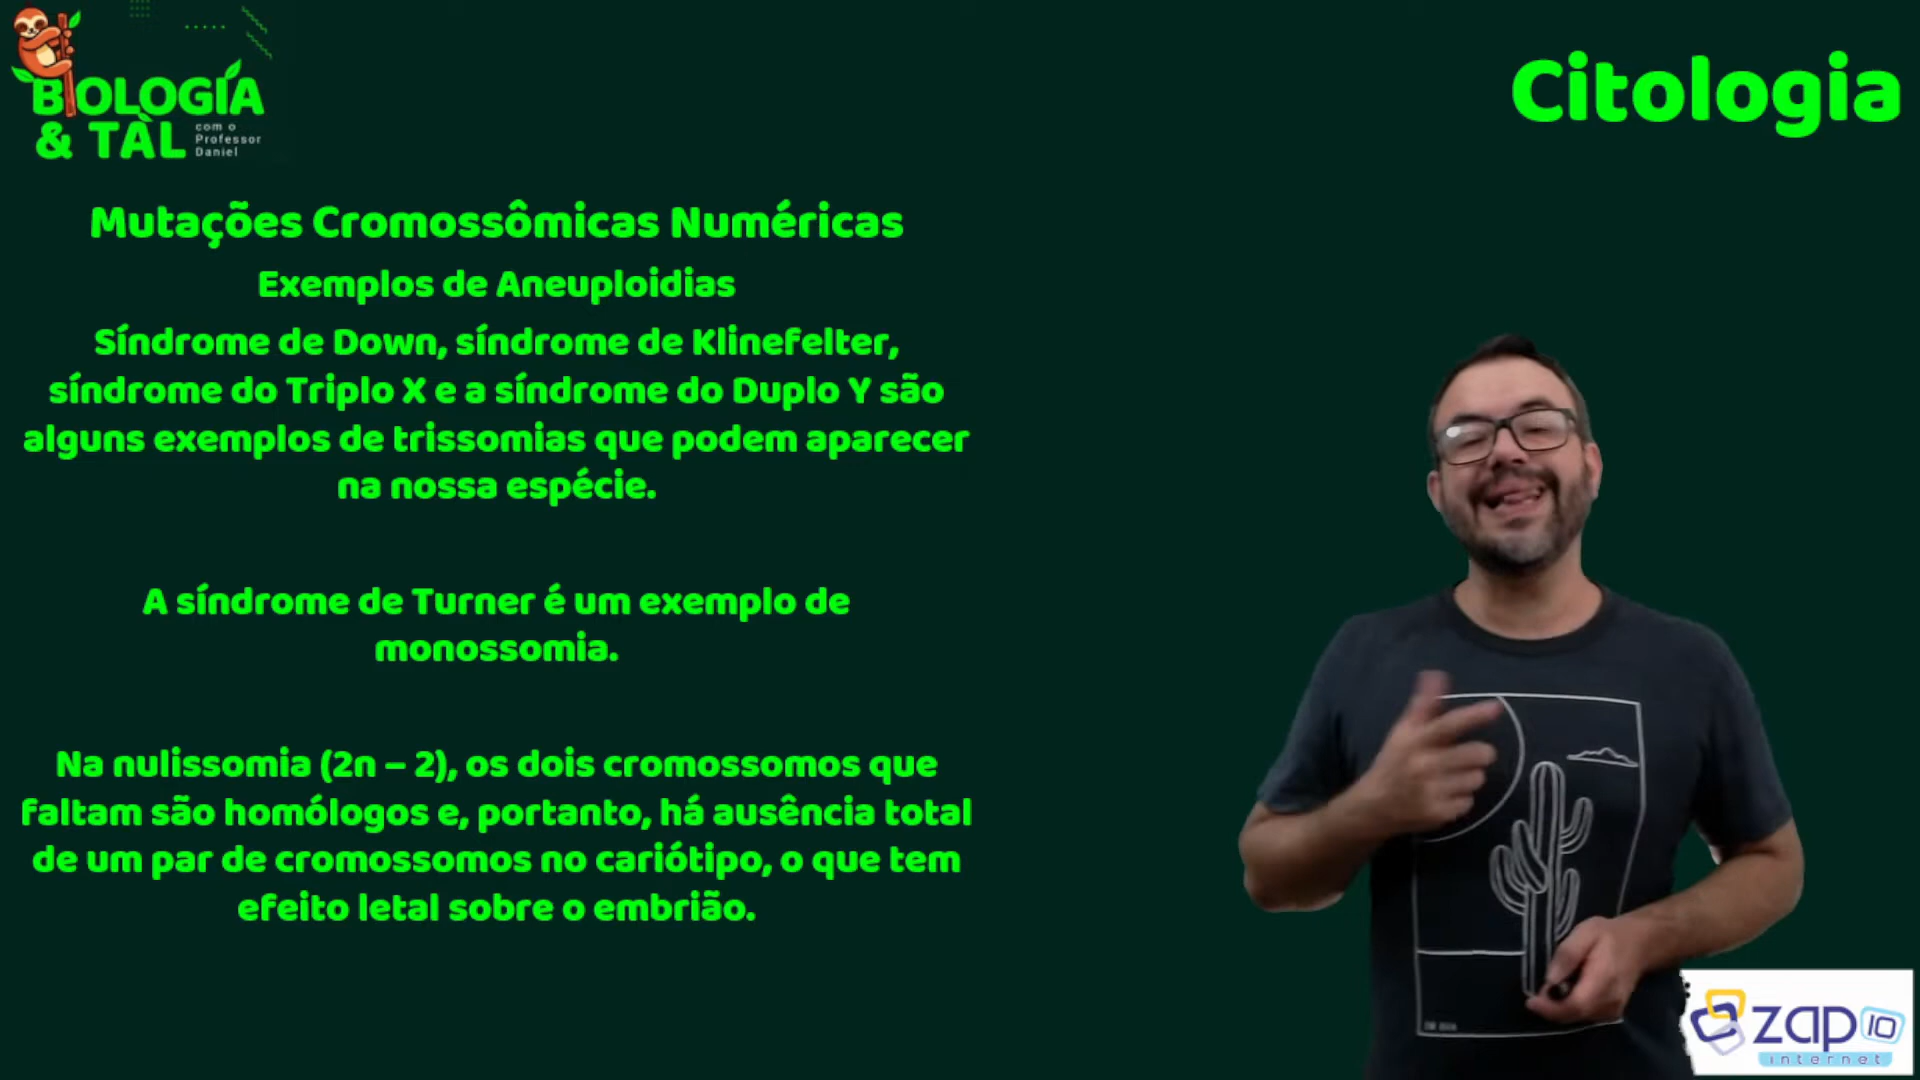 BIOLOGIA
& TAL
com o
Professor
Daniel
Citologia
Mutações Cromossômicas Numéricas
Exemplos de Aneuploidias
Síndrome de Down, síndrome de Klinefelter,
síndrome do Triplo X e a síndrome do Duplo Y são
alguns exemplos de trissomias que podem aparecer
na nossa espécie.
A síndrome de Turner é um exemplo de
monossomia.
Na nulissomia (2n – 2), os dois cromossomos que
faltam são homólogos e, portanto, há ausência total
de um par de cromossomos no cariótipo, o que tem
efeito letal sobre o embrião.
zap 10
internet